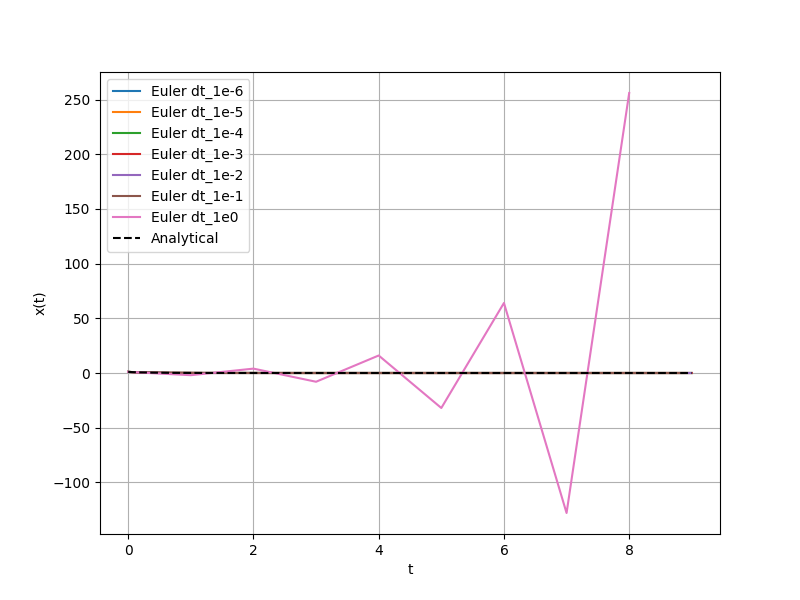 Euler dt_1e-6
Euler dt_1e-5
Euler dt_1e-4
Euler dt_1e-3
Euler dt_1e-2
Euler dt_1e-1
Euler dt_1e0
Analytical
250
200
150
100
50
0
−50
−100
x(t)
0 2 4 6 8
t